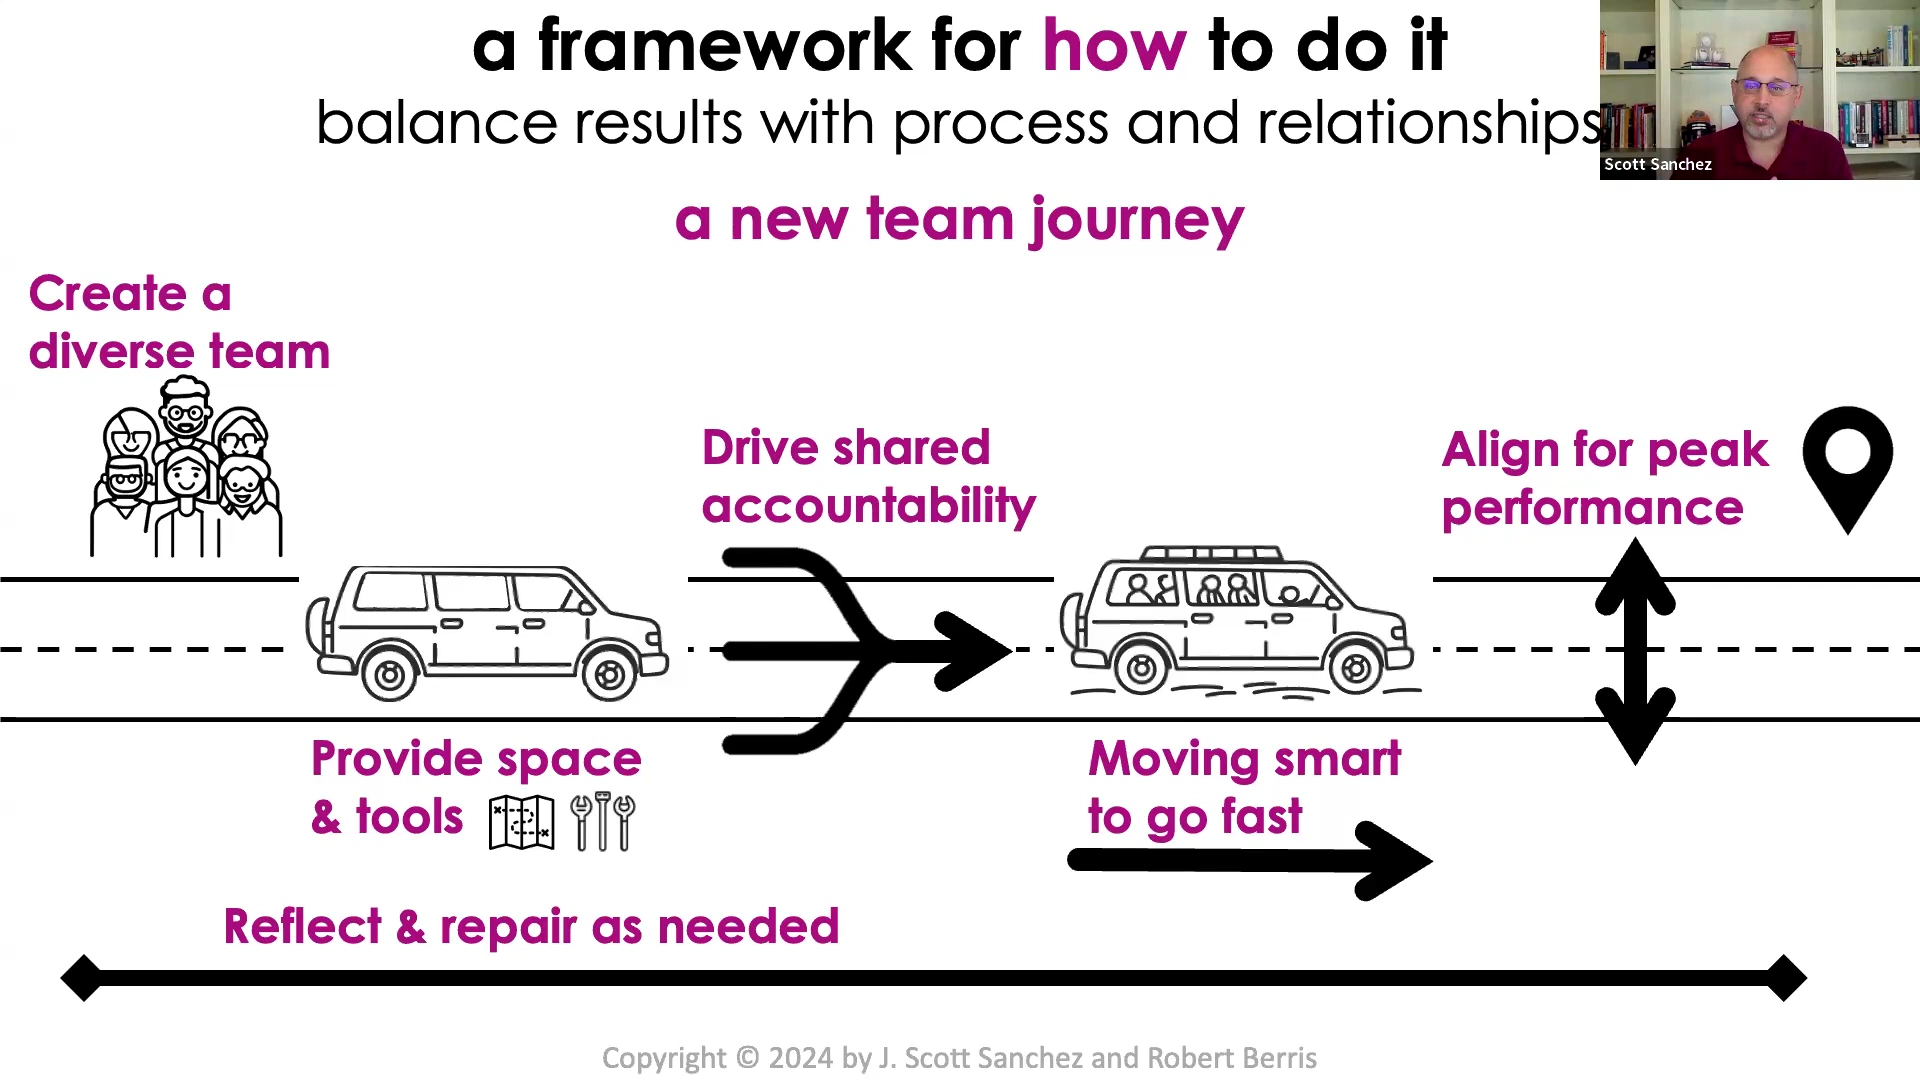 a framework for how to do it
balance results with process and relationships
Scott Sanchez
a new team journey
Create a
diverse team
Drive shared
accountability
Align for peak
performance
Provide space
& tools
Moving smart
to go fast
Reflect & repair as needed
Copyright © 2024 by J. Scott Sanchez and Robert Berris